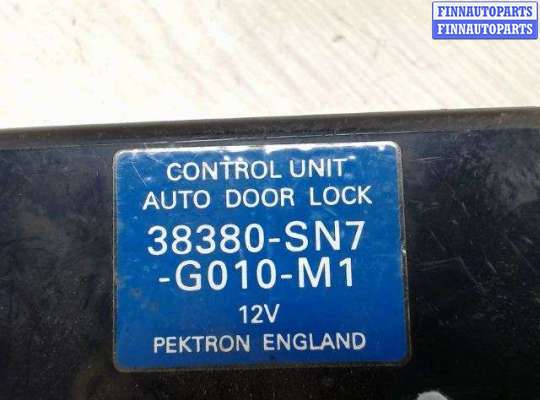 FINNAUTOPARTS
FINNAUTOPARTS
CONTROL UNIT
AUTO DOOR LOCK
38380-SN7
-G010-M1
12V
PEKTRON ENGLAND